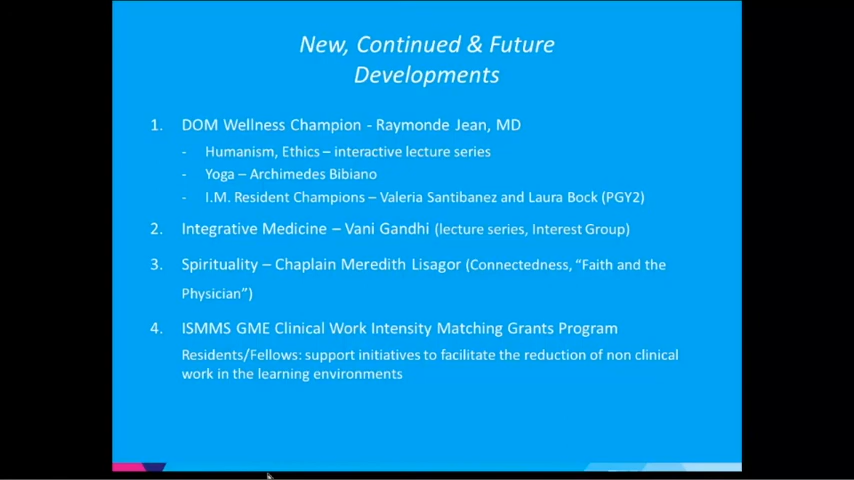 New, Continued & Future
Developments
1. DOM Wellness Champion - Raymonde Jean, MD
- Humanism, Ethics – interactive lecture series
- Yoga – Archimedes Bibiano
- I.M. Resident Champions – Valeria Santibanez and Laura Bock (PGY2)
2. Integrative Medicine – Vani Gandhi (lecture series, Interest Group)
3. Spirituality – Chaplain Meredith Lisagor (Connectedness, “Faith and the
Physician”)
4. ISMMS GME Clinical Work Intensity Matching Grants Program
Residents/Fellows: support initiatives to facilitate the reduction of non clinical
work in the learning environments